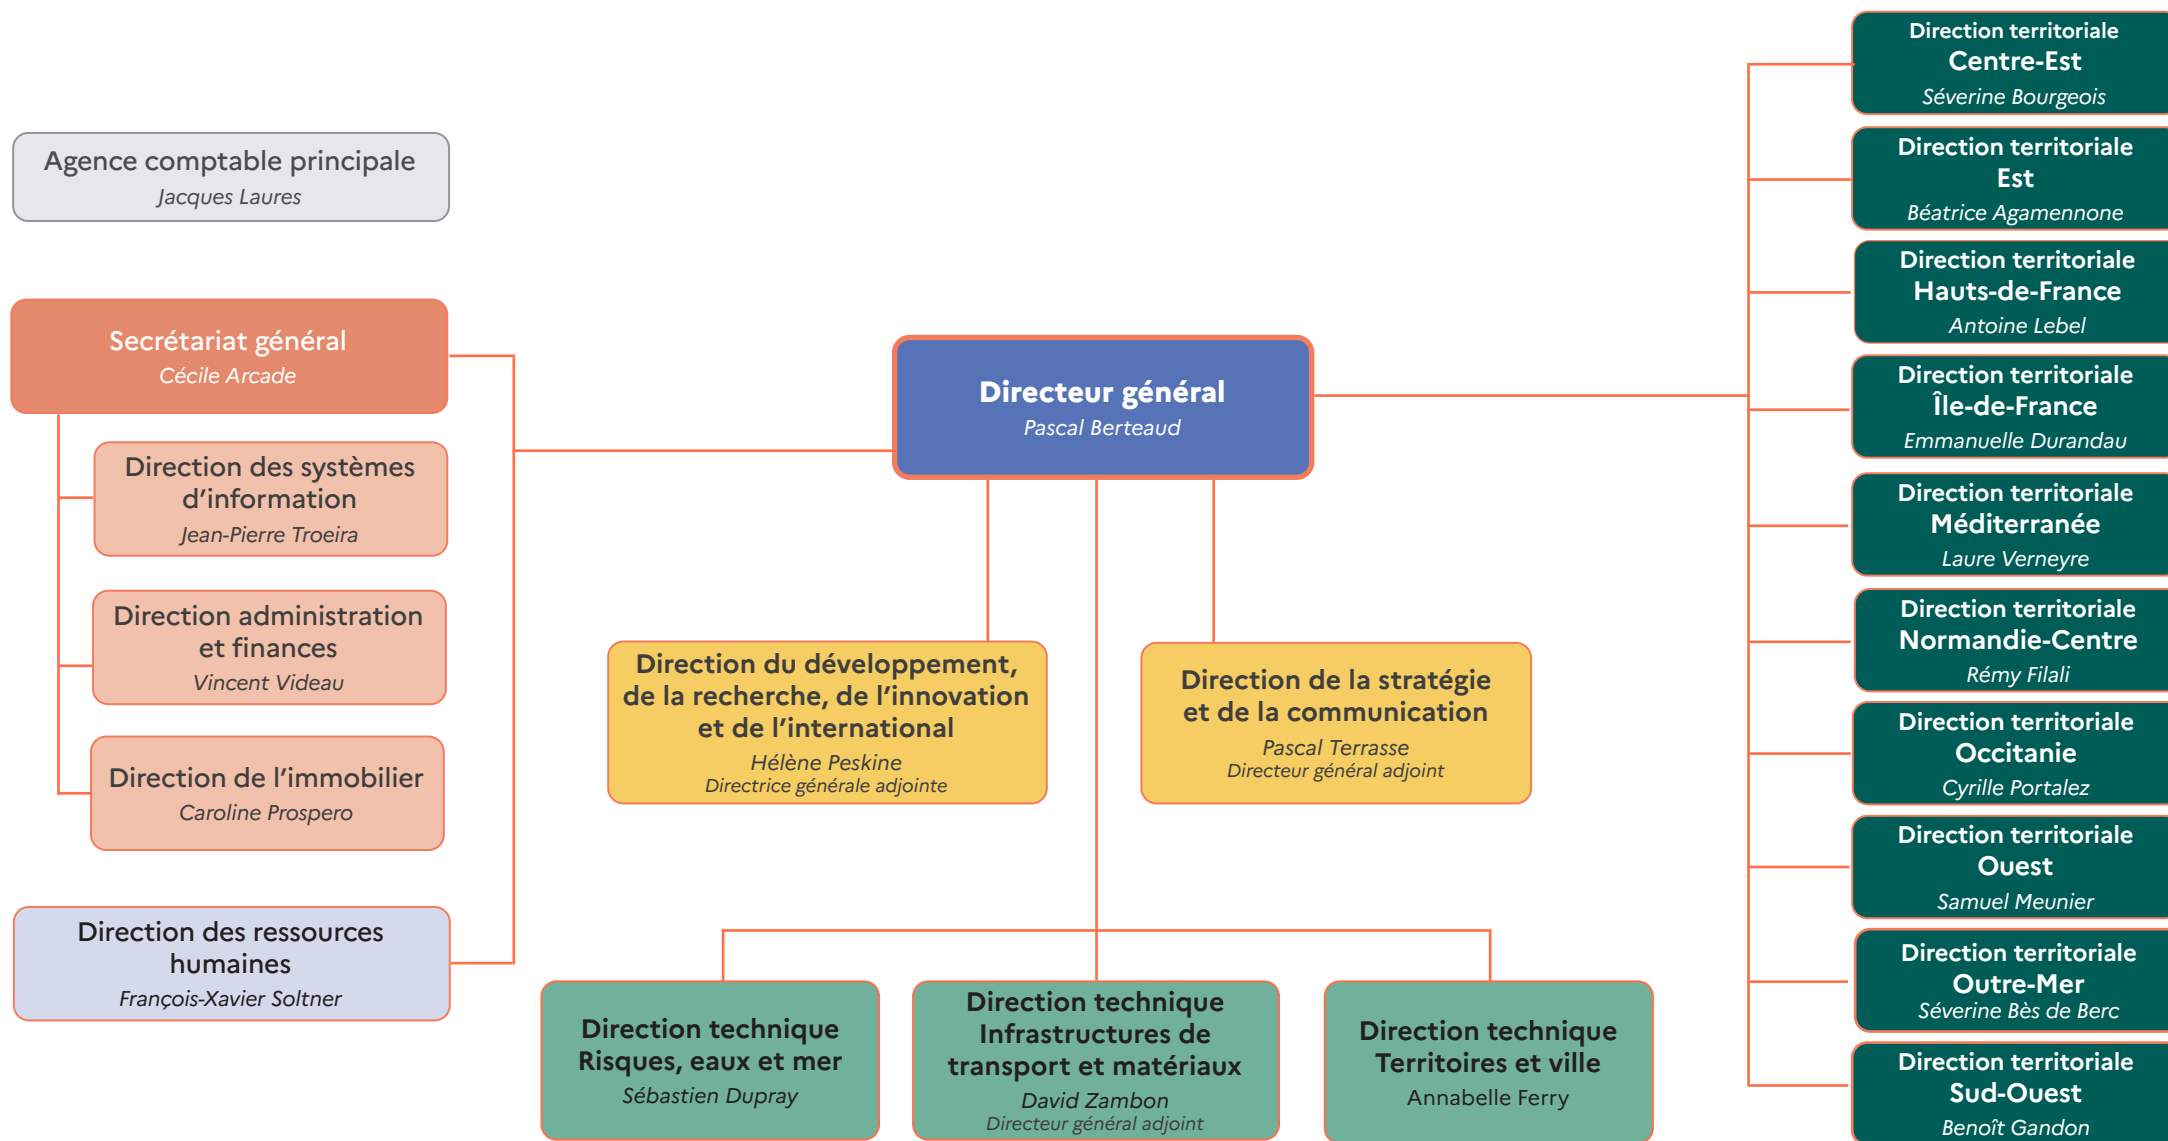 Agence comptable principale
Jacques Laures
Secrétariat général
Cécile Arcade
Direction des systèmes
d'information
Jean-Pierre Troeira
Direction administration
et finances
Vincent Videau
Direction de l'immobilier
Caroline Prospero
Direction des ressources
humaines
François-Xavier Soltner
Directeur général
Pascal Berteaud
Direction du développement,
de la recherche, de l'innovation
et de l'international
Hélène Peskine
Directrice générale adjointe
Direction de la stratégie
et de la communication
Pascal Terrasse
Directeur général adjoint
Direction technique
Risques, eaux et mer
Sébastien Dupray
Direction technique
Infrastructures de
transport et matériaux
David Zambon
Directeur général adjoint
Direction technique
Territoires et ville
Annabelle Ferry
Direction territoriale
Centre-Est
Séverine Bourgeois
Direction territoriale
Est
Béatrice Agamennone
Direction territoriale
Hauts-de-France
Antoine Lebel
Direction territoriale
Île-de-France
Emmanuelle Durandau
Direction territoriale
Méditerranée
Laure Verneyre
Direction territoriale
Normandie-Centre
Rémy Filali
Direction territoriale
Occitanie
Cyrille Portalez
Direction territoriale
Ouest
Samuel Meunier
Direction territoriale
Outre-Mer
Séverine Bès de Berc
Direction territoriale
Sud-Ouest
Benoît Gandon